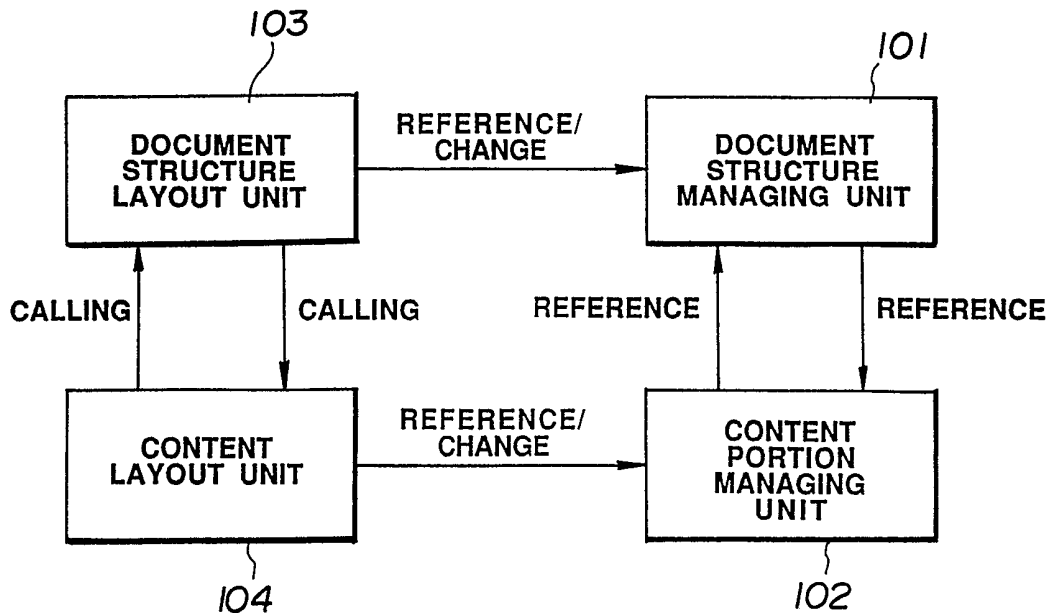 103
101
DOCUMENT
STRUCTURE
LAYOUT UNIT
REFERENCE/
CHANGE
DOCUMENT
STRUCTURE
MANAGING UNIT
CALLING
CALLING
REFERENCE
REFERENCE
CONTENT
LAYOUT UNIT
REFERENCE/
CHANGE
CONTENT
PORTION
MANAGING
UNIT
104
102